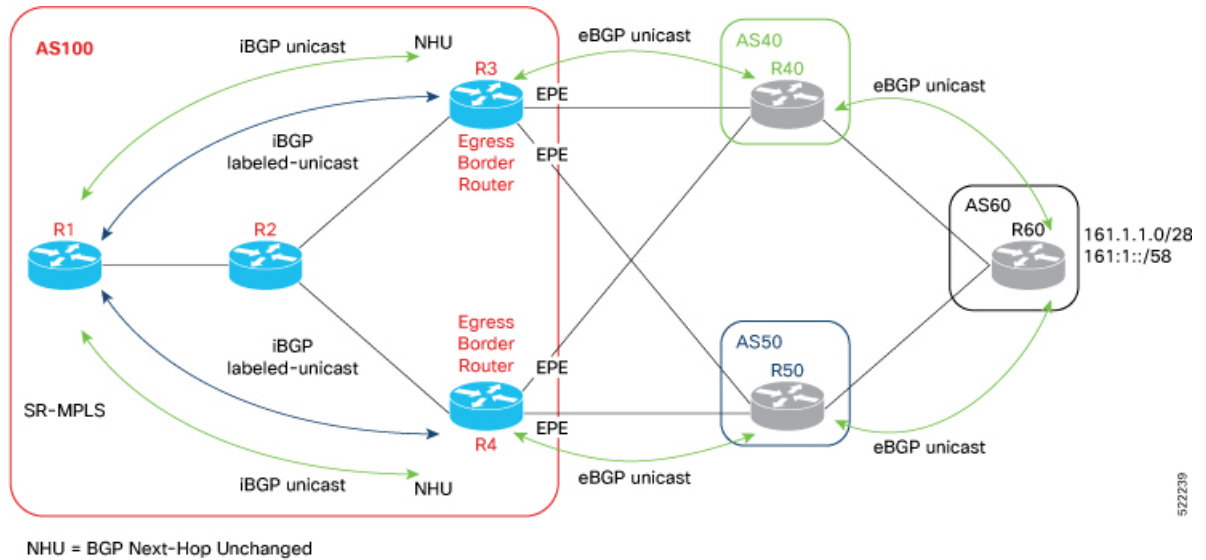 AS100
iBGP unicast
NHU
R3
eBGP unicast
AS40
R40
eBGP unicast
EPE
iBGP
labeled-unicast
Egress
Border
Router
EPE
AS60
R60
161.1.1.0/28
161:1::/58
R1
R2
Egress
Border
Router
EPE
AS50
R50
iBGP
labeled-unicast
SR-MPLS
R4
EPE
eBGP unicast
eBGP unicast
iBGP unicast
NHU
522239
NHU = BGP Next-Hop Unchanged